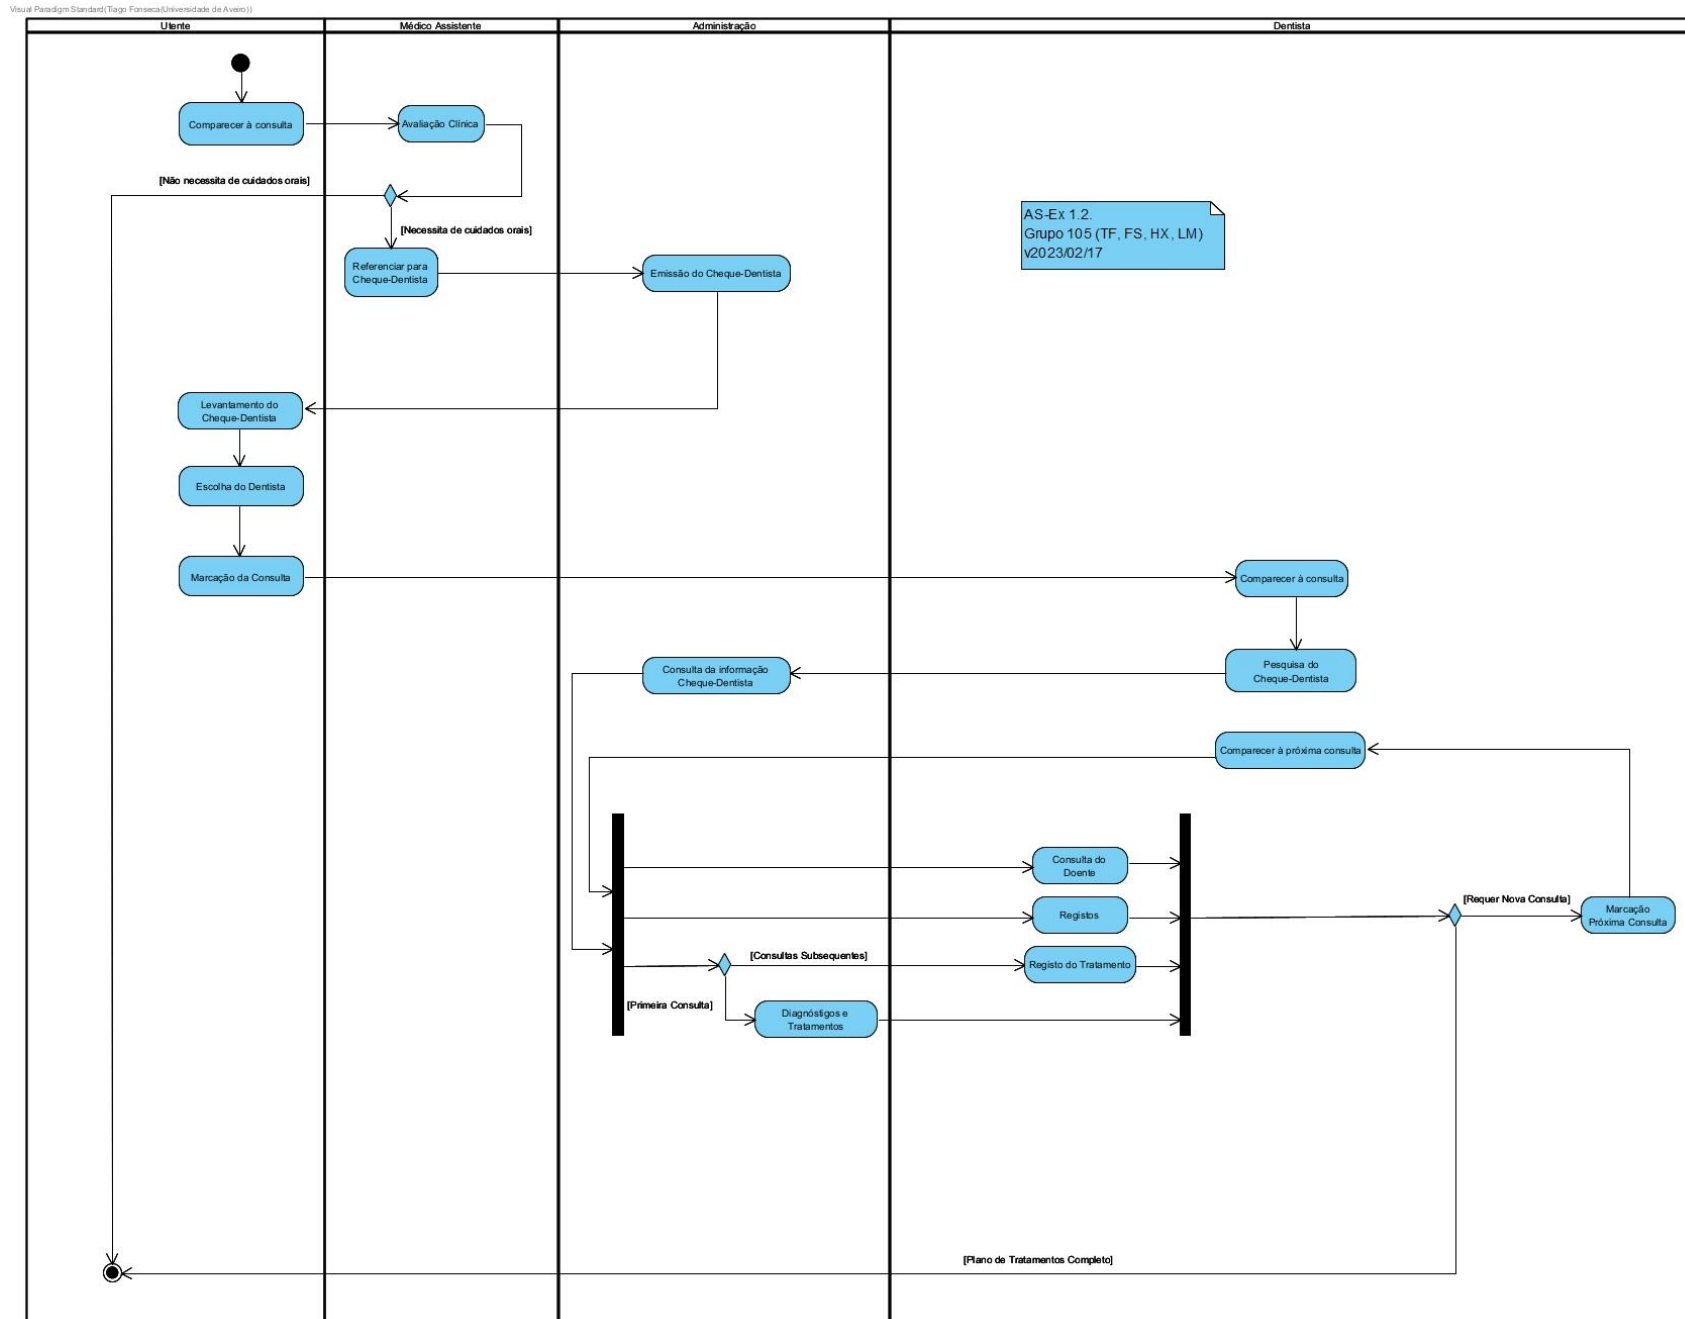 Visual Paradigm Standard(Tiago Fonseca(Universidade de Aveiro))
Utente
Médico Assistente
Administração
Dentista
Comparecer à consulta
Avaliação Clínica
[Não necessita de cuidados orais]
[Necessita de cuidados orais]
AS-Ex 1.2.
Grupo 105 (TF, FS, HX, LM)
v2023/02/17
Referenciar para
Cheque-Dentista
Emissão do Cheque-Dentista
Levantamento do
Cheque-Dentista
Escolha do Dentista
Marcação da Consulta
Comparecer à consulta
Consulta da informação
Cheque-Dentista
Pesquisa do
Cheque-Dentista
Comparecer à próxima consulta
Consulta do
Doente
Registos
[Requer Nova Consulta]
Marcação
Próxima Consulta
[Consultas Subsequentes]
Registo do Tratamento
[Primeira Consulta]
Diagnóstigos e
Tratamentos
[Plano de Tratamentos Completo]